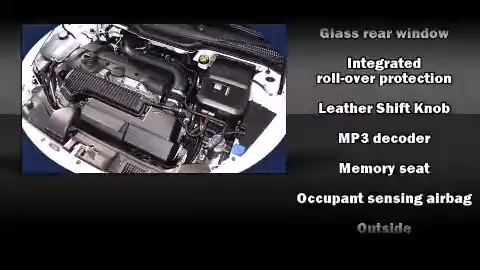 Glass rear window
Integrated
roll-over protection
Leather Shift Knob
MP3 decoder
Memory seat
Occupant sensing airbag
Outside